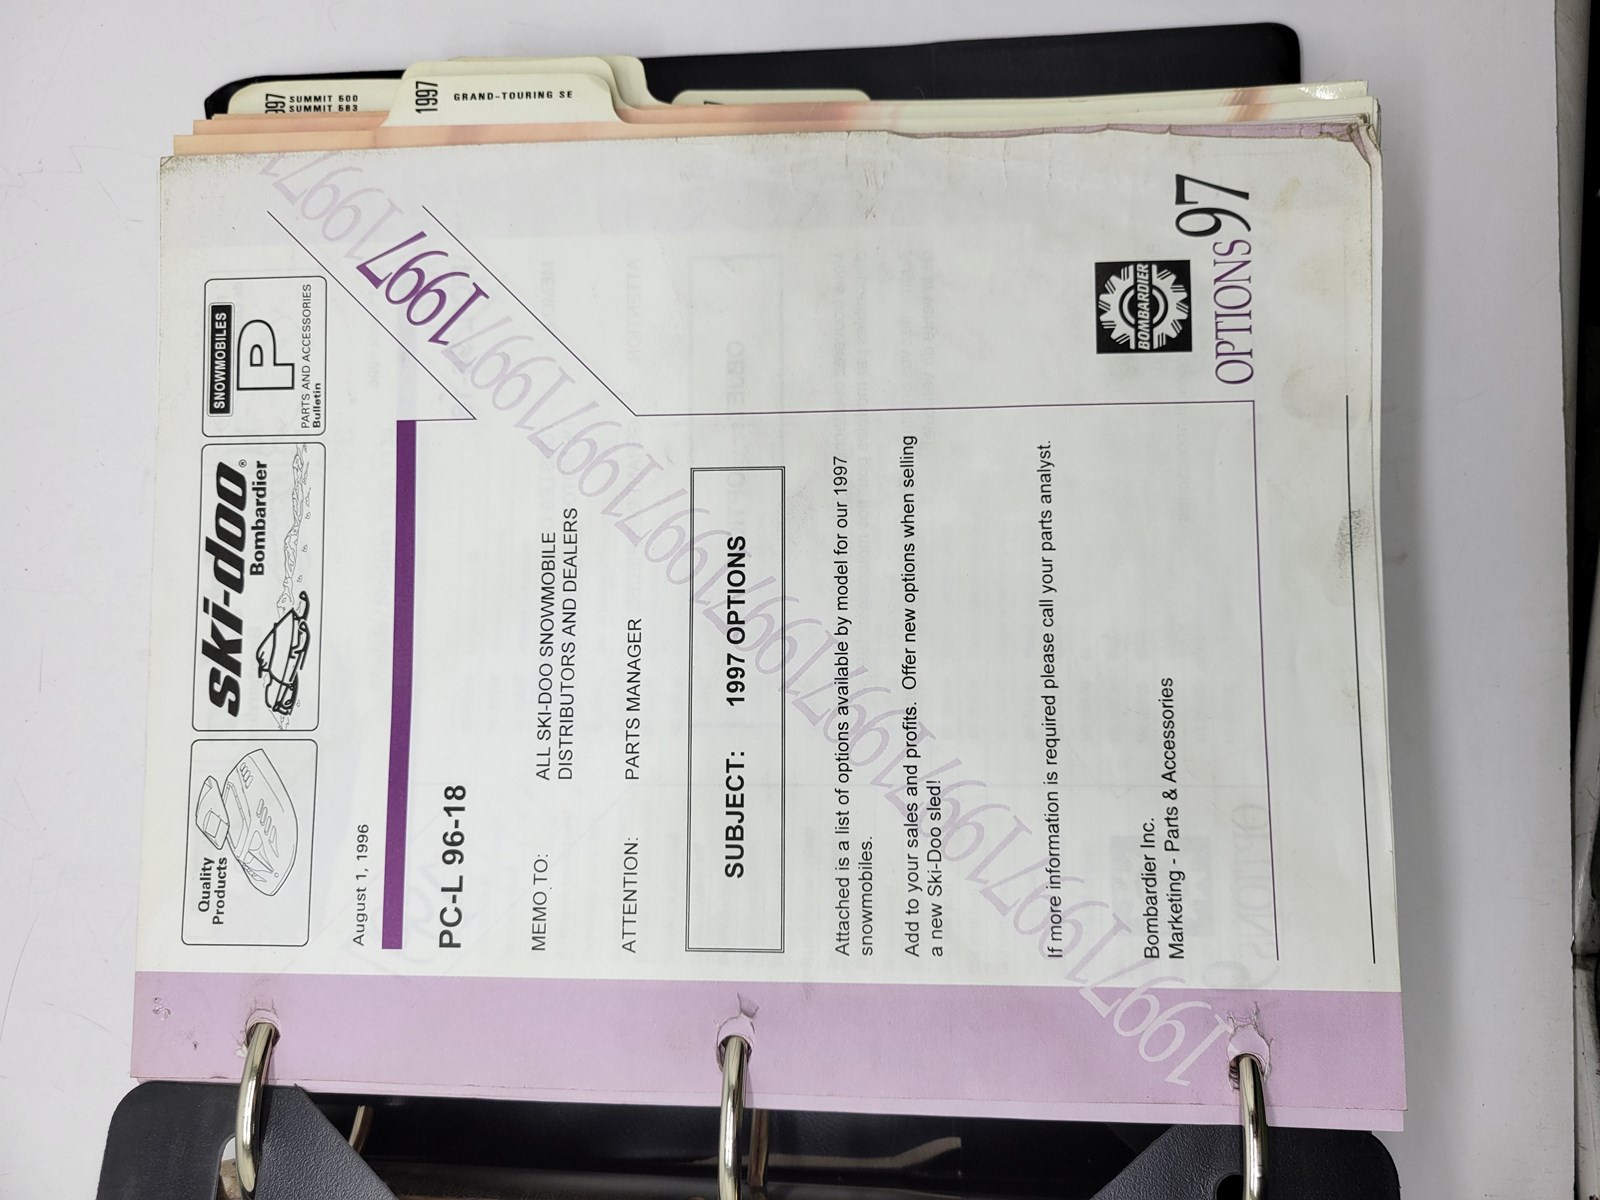 1997 SUMMIT 500
SUMMIT 583
1997 GRAND-TOURING SE
Quality
Products
ski-doo®
Bombardier
SNOWMOBILES
P
PARTS AND ACCESSORIES
Bulletin
August 1, 1996
PC-L 96-18
MEMO TO: ALL SKI-DOO SNOWMOBILE
DISTRIBUTORS AND DEALERS
ATTENTION: PARTS MANAGER
SUBJECT: 1997 OPTIONS
Attached is a list of options available by model for our 1997
snowmobiles.
Add to your sales and profits. Offer new options when selling
a new Ski-Doo sled!
If more information is required please call your parts analyst.
Bombardier Inc.
Marketing - Parts & Accessories
1997199719971997199719971997199719971997199719971997
BOMBARDIER
OPTIONS 97